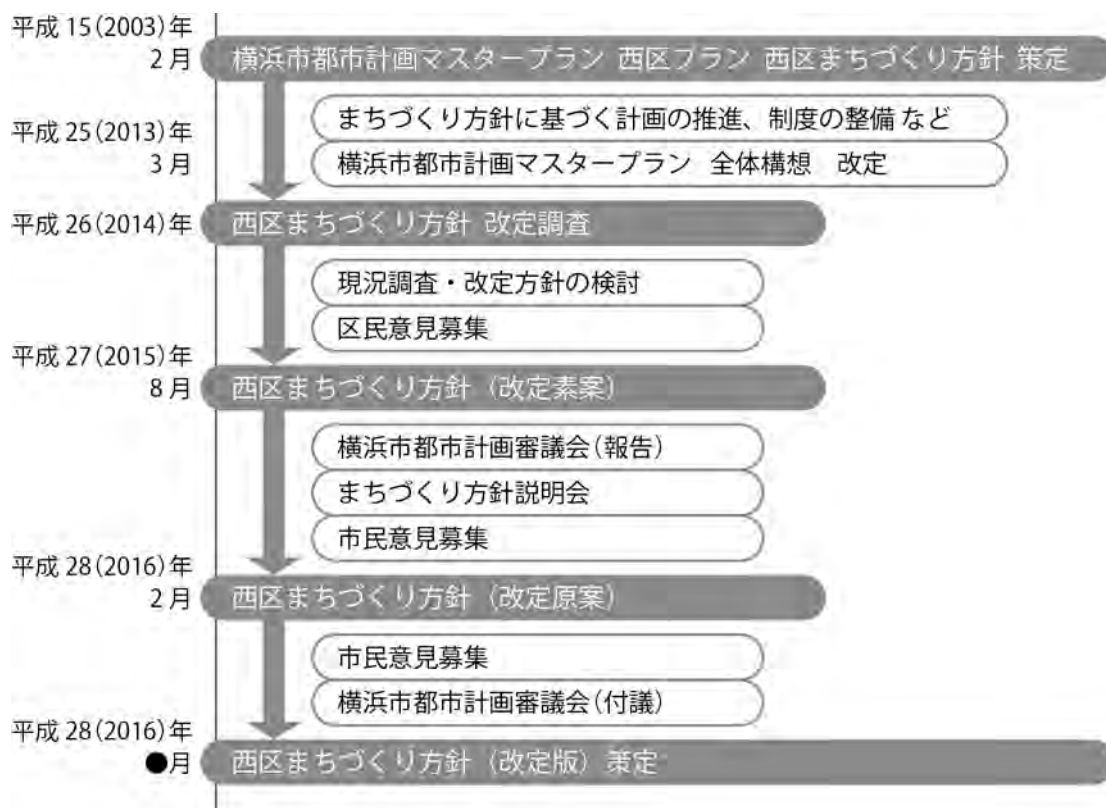 平成 15(2003)年
2 月
横浜市都市計画マスタープラン 西区プラン 西区まちづくり方針 策定
まちづくり方針に基づく計画の推進、制度の整備 など
平成 25(2013)年
3 月
横浜市都市計画マスタープラン 全体構想 改定
平成 26(2014)年
西区まちづくり方針 改定調査
現況調査・改定方針の検討
区民意見募集
平成 27(2015)年
8 月
西区まちづくり方針（改定素案）
横浜市都市計画審議会(報告)
まちづくり方針説明会
市民意見募集
平成 28(2016)年
2 月
西区まちづくり方針（改定原案）
市民意見募集
横浜市都市計画審議会(付議)
平成 28(2016)年
●月
西区まちづくり方針（改定版）策定